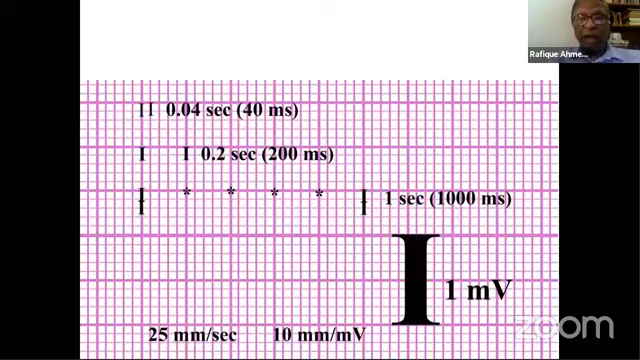 Rafique Ahme...
I I 0.04 sec (40 ms)
I I 0.2 sec (200 ms)
I * * * * I 1 sec (1000 ms)
I 1 mV
25 mm/sec 10 mm/mV
zoom